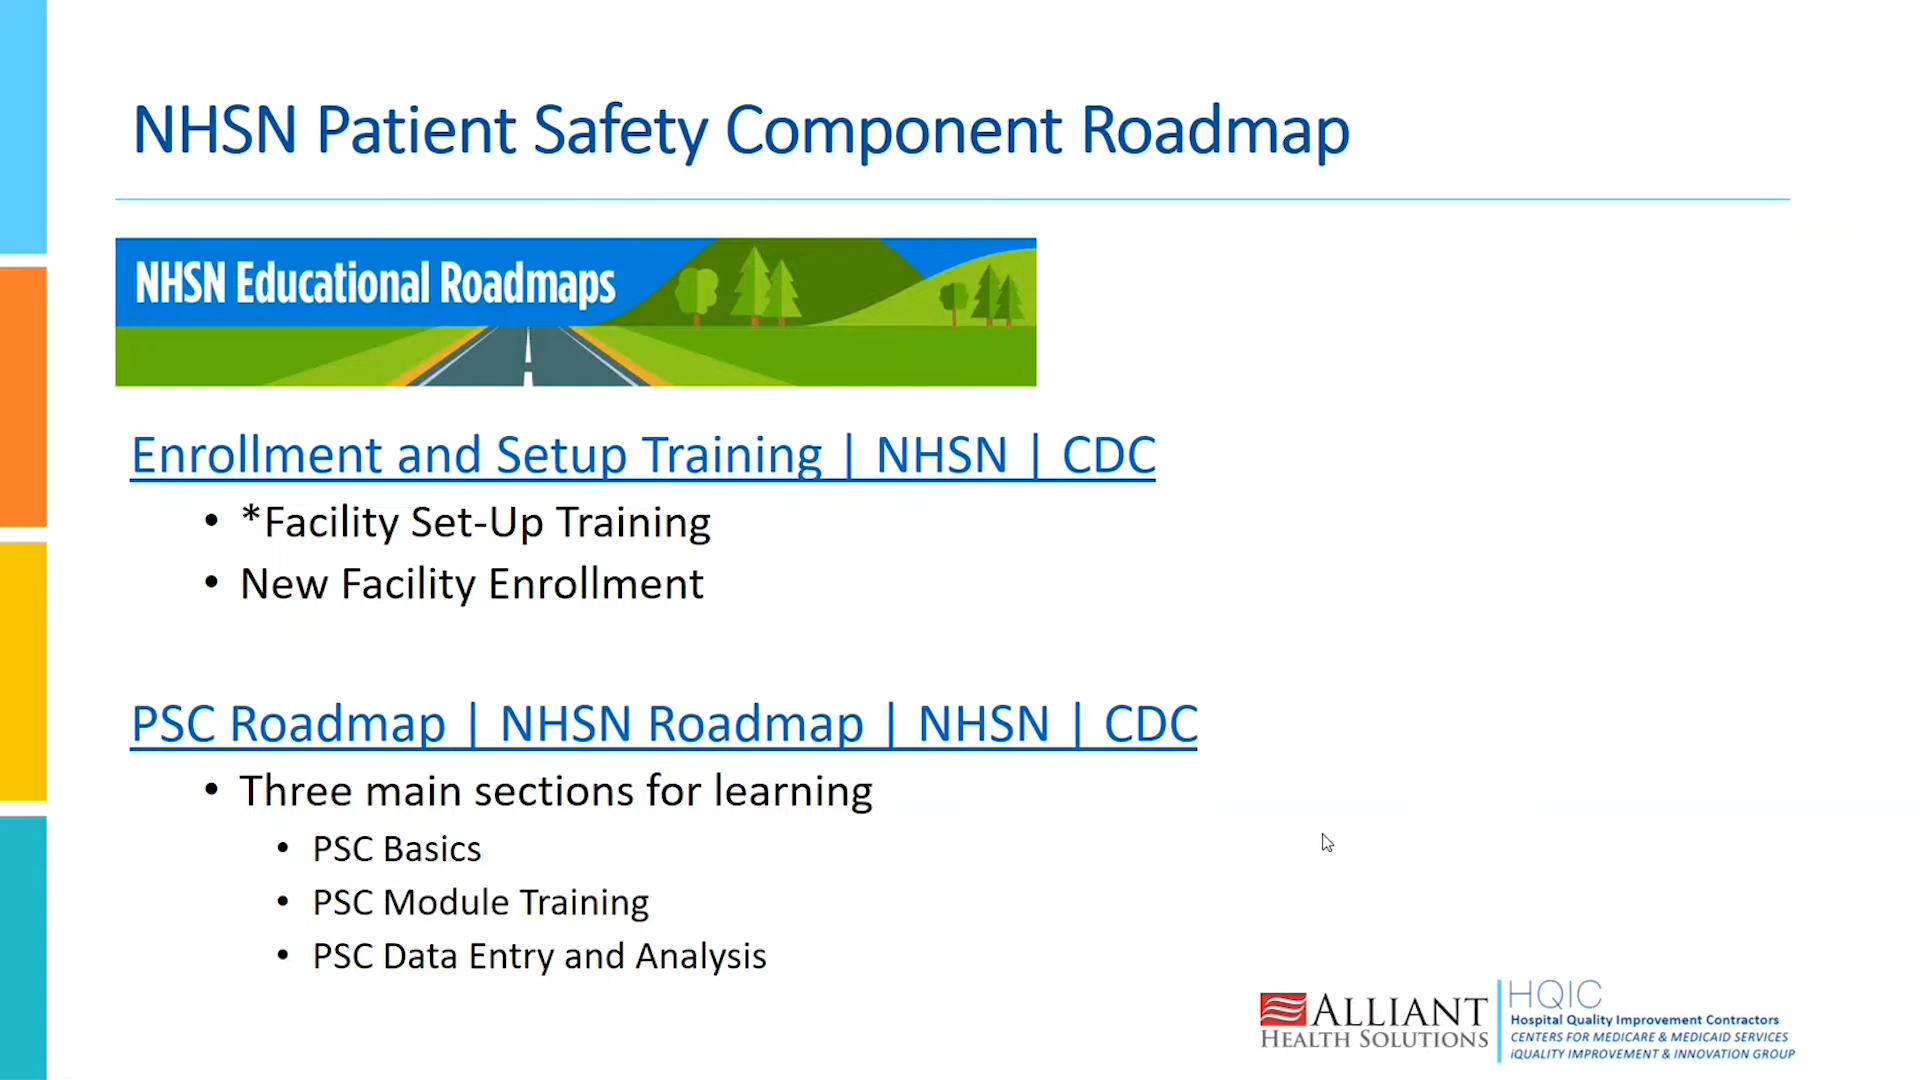 NHSN Patient Safety Component Roadmap
NHSN Educational Roadmaps
Enrollment and Setup Training | NHSN | CDC
• *Facility Set-Up Training
• New Facility Enrollment
PSC Roadmap | NHSN Roadmap | NHSN | CDC
• Three main sections for learning
• PSC Basics
• PSC Module Training
• PSC Data Entry and Analysis
ALLIANT
HEALTH SOLUTIONS
HQIC
Hospital Quality Improvement Contractors
CENTERS FOR MEDICARE & MEDICAID SERVICES
iQUALITY IMPROVEMENT & INNOVATION GROUP